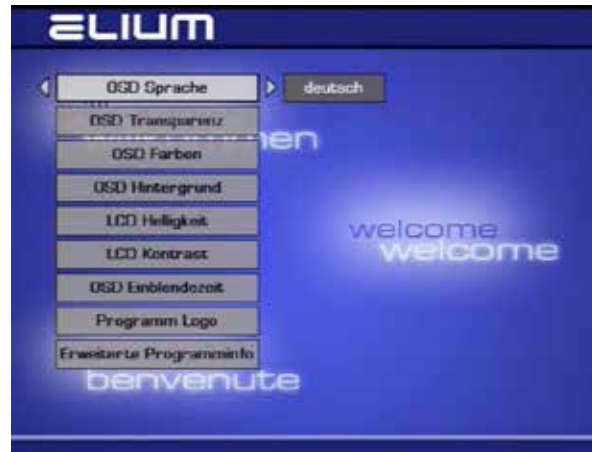 ELIUM
OSD Sprache
deutsch
OSD Transparenz
OSD Farben
OSD Hintergrund
LCD Helligkeit
welcome
LCD Kontrast
welcome
OSD Einblendezeit
Programm Logo
Erweiterte Programminfo
benvenute